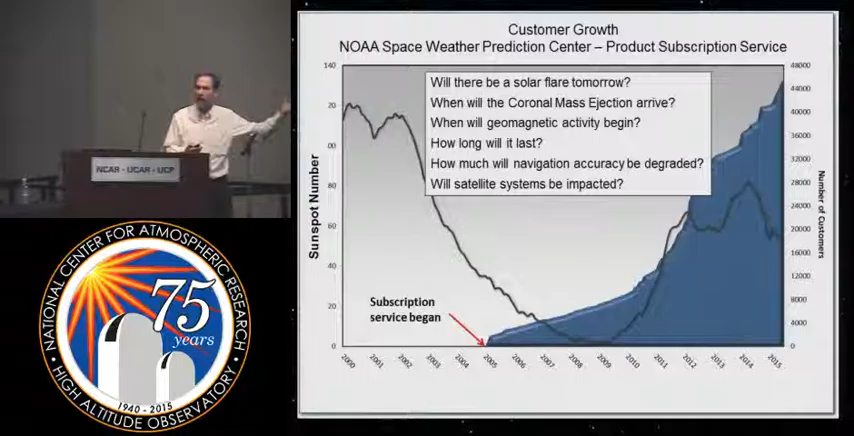 Customer Growth
NOAA Space Weather Prediction Center – Product Subscription Service
140
20
00
80
60
40
20
0
Sunspot Number
Will there be a solar flare tomorrow?
When will the Coronal Mass Ejection arrive?
When will geomagnetic activity begin?
How long will it last?
How much will navigation accuracy be degraded?
Will satellite systems be impacted?
Subscription
service began
48000
44000
40000
36000
32000
28000
24000
20000
16000
12000
8000
4000
0
Number of Customers
2000
2001
2002
2003
2004
2005
2006
2007
2008
2009
2010
2011
2012
2013
2014
2015
NCAR - UCAR - UCP
NATIONAL CENTER FOR ATMOSPHERIC RESEARCH
75
years
1940 - 2015
HIGH ALTITUDE OBSERVATORY